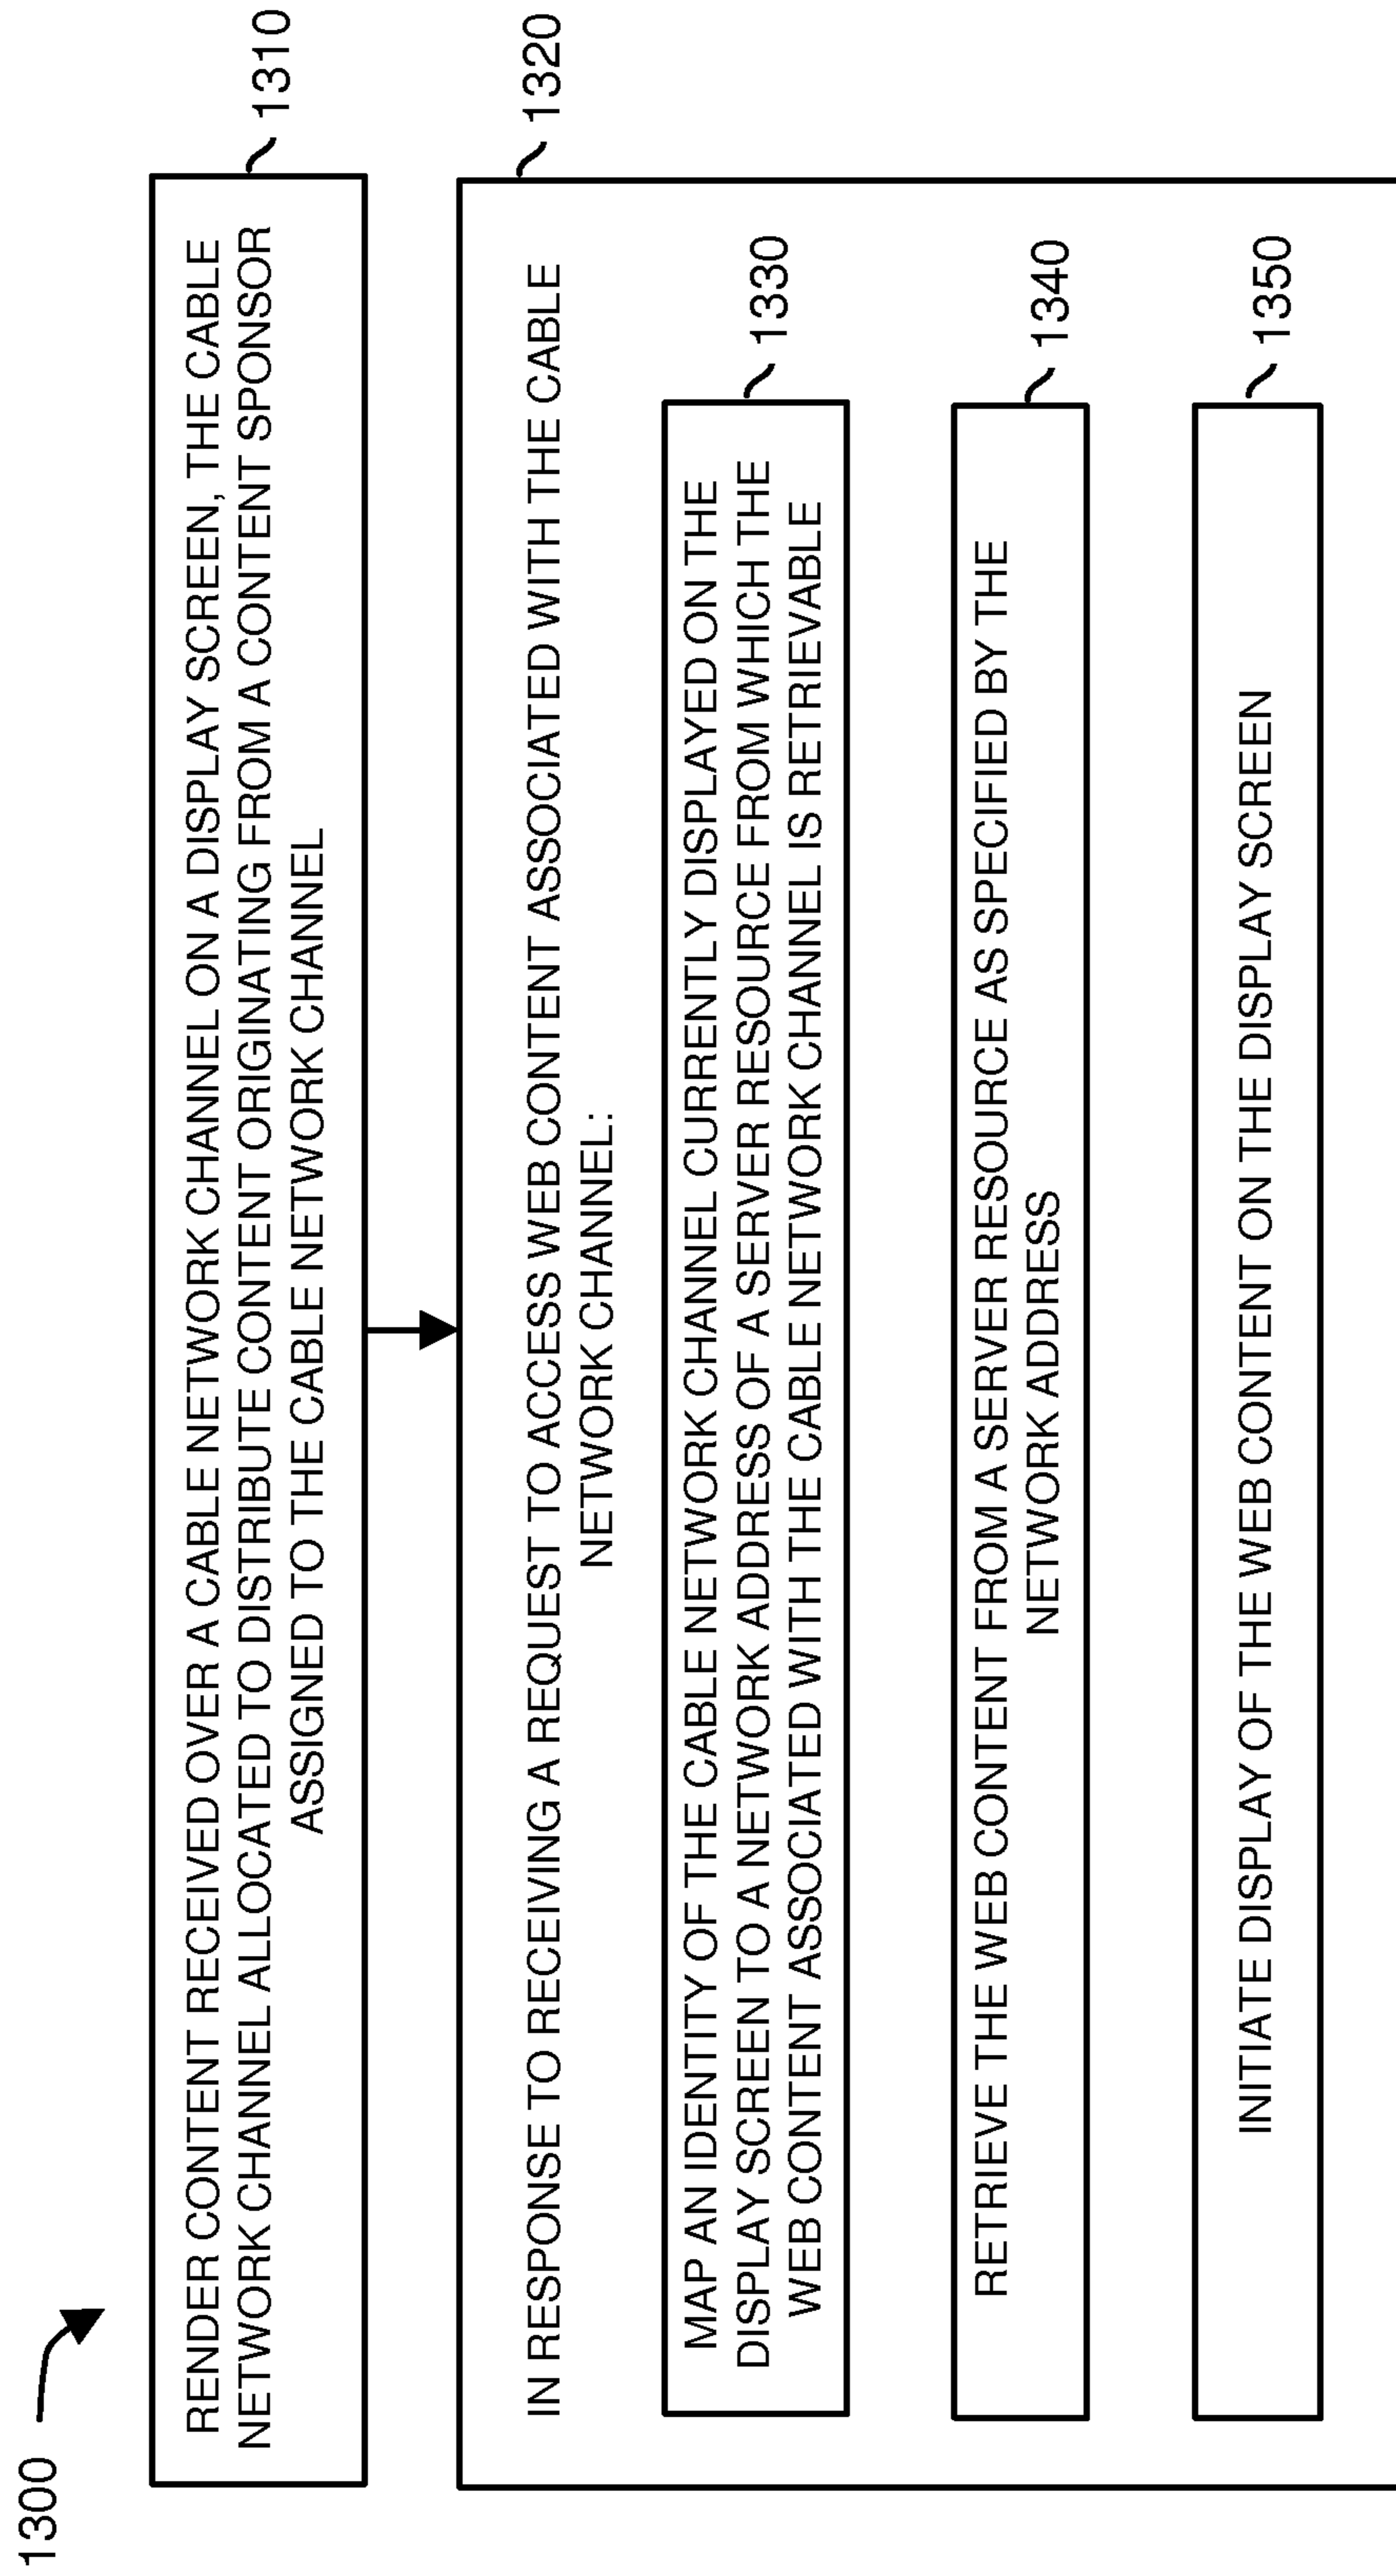 1300
RENDER CONTENT RECEIVED OVER A CABLE NETWORK CHANNEL ON A DISPLAY SCREEN, THE CABLE
NETWORK CHANNEL ALLOCATED TO DISTRIBUTE CONTENT ORIGINATING FROM A CONTENT SPONSOR
ASSIGNED TO THE CABLE NETWORK CHANNEL
1310
IN RESPONSE TO RECEIVING A REQUEST TO ACCESS WEB CONTENT ASSOCIATED WITH THE CABLE
NETWORK CHANNEL:
1320
MAP AN IDENTITY OF THE CABLE NETWORK CHANNEL CURRENTLY DISPLAYED ON THE
DISPLAY SCREEN TO A NETWORK ADDRESS OF A SERVER RESOURCE FROM WHICH THE
WEB CONTENT ASSOCIATED WITH THE CABLE NETWORK CHANNEL IS RETRIEVABLE
1330
RETRIEVE THE WEB CONTENT FROM A SERVER RESOURCE AS SPECIFIED BY THE
NETWORK ADDRESS
1340
INITIATE DISPLAY OF THE WEB CONTENT ON THE DISPLAY SCREEN
1350